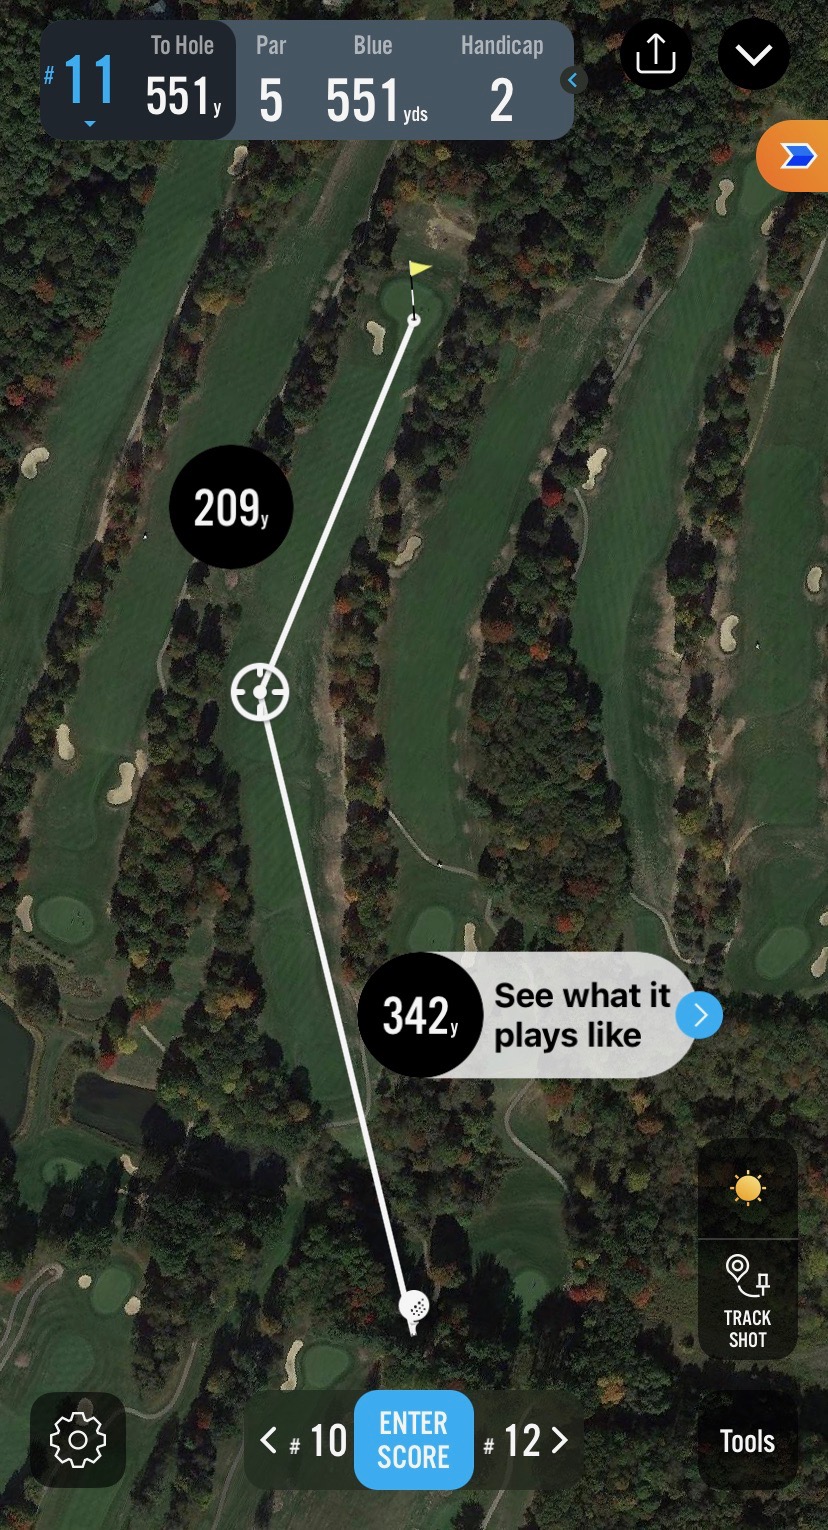 # 11
To Hole
551y
Par
5
Blue
551yds
Handicap
2
209y
342y
See what it
plays like
TRACK
SHOT
# 10
ENTER
SCORE
# 12
Tools